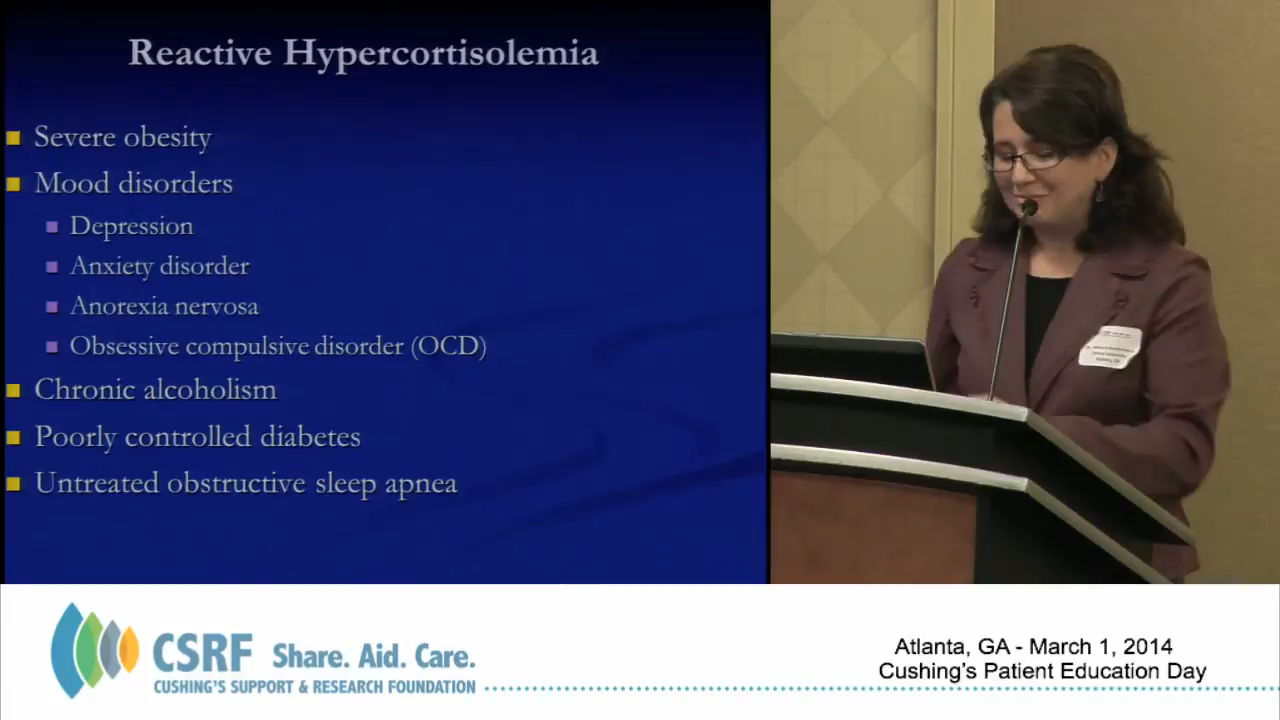 Reactive Hypercortisolemia
Severe obesity
Mood disorders
Depression
Anxiety disorder
Anorexia nervosa
Obsessive compulsive disorder (OCD)
Chronic alcoholism
Poorly controlled diabetes
Untreated obstructive sleep apnea
CSRF Share. Aid. Care.
CUSHING'S SUPPORT & RESEARCH FOUNDATION
Atlanta, GA - March 1, 2014
Cushing's Patient Education Day